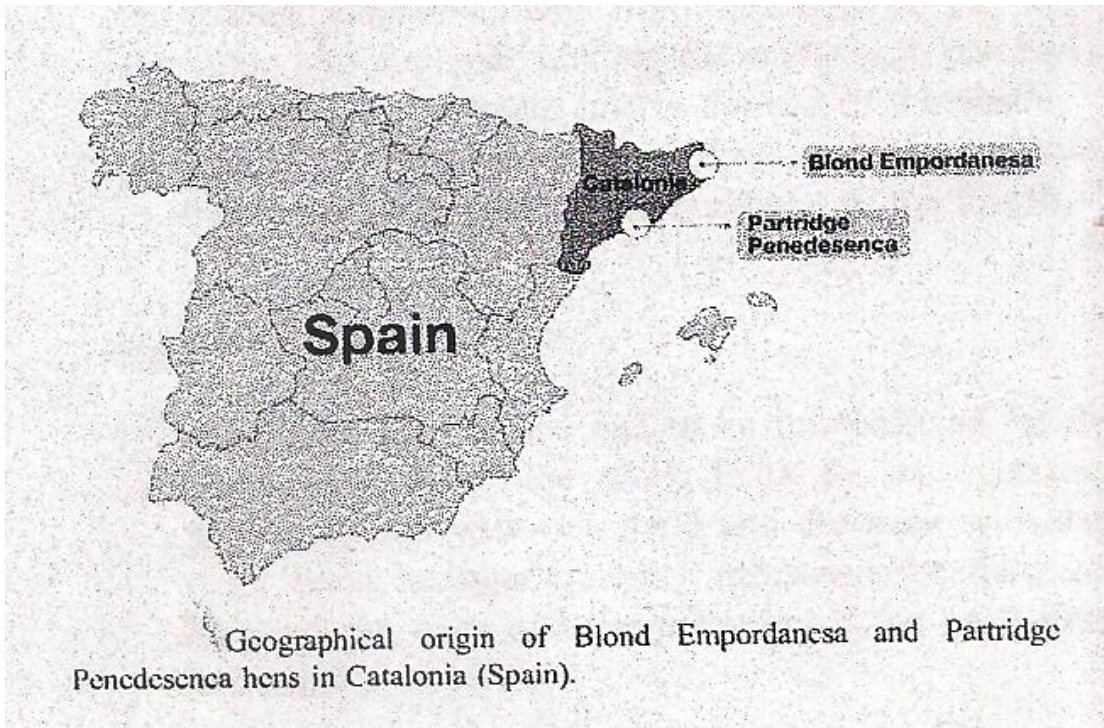 Blond Empordanesa
Catalonia
Partridge
Penedesenca
Spain
Geographical origin of Blond Empordanesa and Partridge
Penedesenca hens in Catalonia (Spain).